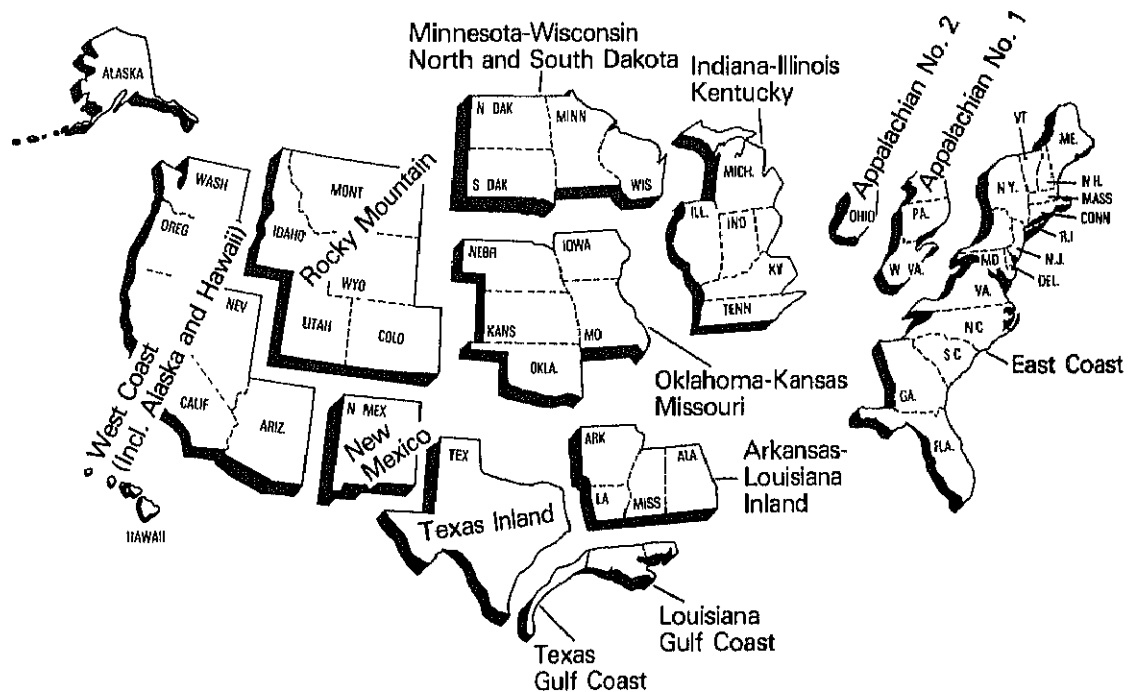 Minnesota-Wisconsin
North and South Dakota
Indiana-Illinois
Kentucky
Appalachian No. 2
Appalachian No. 1
ALASKA
WASH
OREG
NEV
CALIF
ARIZ.
West Coast
(Incl. Alaska and Hawaii)
HAWAII
MONT
IDAHO
WYO
UTAH
COLO
Rocky Mountain
N MEX
New
Mexico
N DAK
MINN
S DAK
WIS
NEBR
IOWA
KANS
MO
OKLA.
Oklahoma-Kansas
Missouri
MICH.
ILL.
IND
KY
TENN
OHIO
PA.
W. VA.
VT
ME.
N.Y.
N.H.
MASS
CONN
R.I
N.J.
MD
DEL.
VA.
N C
S C
East Coast
GA.
FLA.
TEX
Texas Inland
ARK
ALA
LA
MISS
Arkansas-
Louisiana
Inland
Louisiana
Gulf Coast
Texas
Gulf Coast